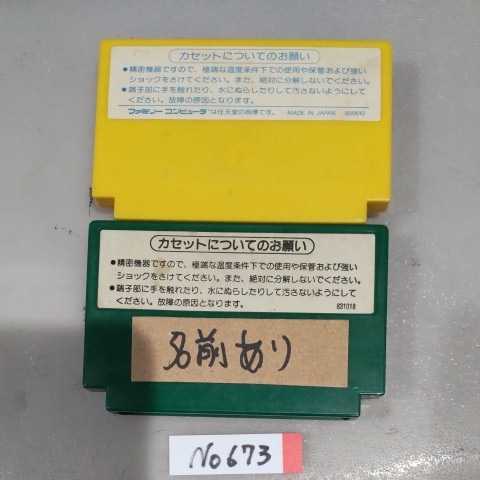 カセットについてのお願い
●精密機器ですので、極端な温度条件下での使用や保管および強い
ショックをさけてください。また、絶対に分解しないでください。
●端子部に手を触れたり、水にぬらしたりして汚さないようにして
ください。故障の原因となります。
ファミリー コンピュータは任天堂の商標です。 MADE IN JAPAN
カセットについてのお願い
●精密機器ですので、極端な温度条件下での使用や保管および強い
ショックをさけてください。また、絶対に分解しないでください。
●端子部に手を触れたり、水にぬらしたりして汚さないようにして
ください。故障の原因となります。
831018
名前あり
No673